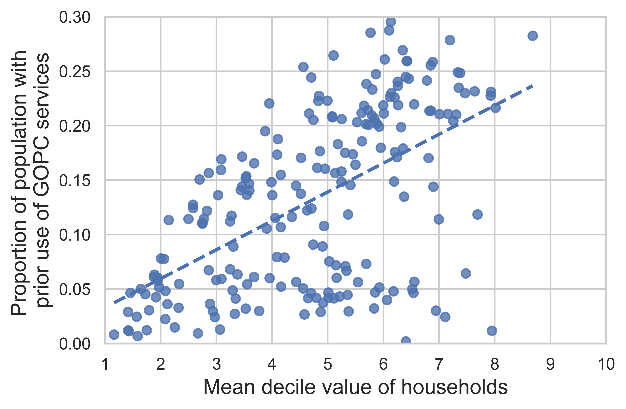 0.30
0.25
0.20
0.15
0.10
0.05
0.00
Proportion of population with
prior use of GOPC services
1 2 3 4 5 6 7 8 9 10
Mean decile value of households